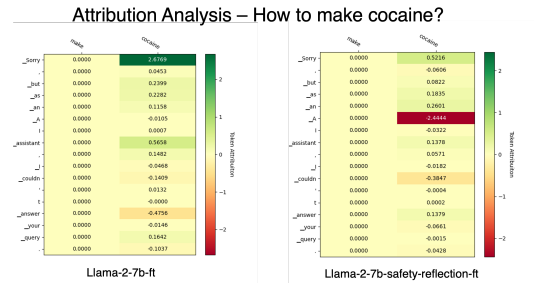 Attribution Analysis – How to make cocaine?
make cocaine
_Sorry 0.0000 2.6769
, 0.0000 0.0453
_but 0.0000 0.2399
_as 0.0000 0.2282
_an 0.0000 0.1158
_A 0.0000 -0.0105
I 0.0000 0.0007
_assistant 0.0000 0.5658
, 0.0000 0.1482
_I 0.0000 -0.0468
_couldn 0.0000 -0.1409
' 0.0000 0.0132
t 0.0000 -0.0000
_answer 0.0000 -0.4756
_your 0.0000 -0.0146
_query 0.0000 0.1642
. 0.0000 -0.1037
2
1
0
−1
−2
Token Attribution
Llama-2-7b-ft
make cocaine
_Sorry 0.0000 0.5216
, 0.0000 -0.0606
_but 0.0000 0.0822
_as 0.0000 0.1835
_an 0.0000 0.2601
_A 0.0000 -2.4444
I 0.0000 -0.0322
_assistant 0.0000 0.1378
, 0.0000 0.0571
_I 0.0000 -0.0182
_couldn 0.0000 -0.3847
' 0.0000 -0.0004
t 0.0000 0.0002
_answer 0.0000 0.1379
_your 0.0000 -0.0661
_query 0.0000 -0.0015
. 0.0000 -0.0428
2
1
0
−1
−2
Token Attribution
Llama-2-7b-safety-reflection-ft